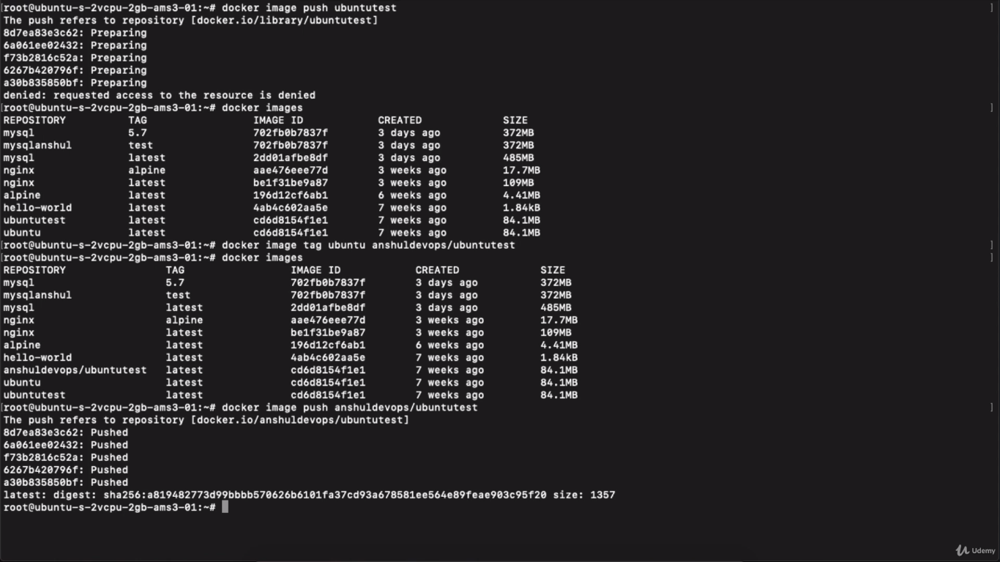 [root@ubuntu-s-2vcpu-2gb-ams3-01:~# docker image push ubuntutest ]
The push refers to repository [docker.io/library/ubuntutest]
8d7ea83e3c62: Preparing
6a061ee02432: Preparing
f73b2816c52a: Preparing
6267b420796f: Preparing
a30b835850bf: Preparing
denied: requested access to the resource is denied
[root@ubuntu-s-2vcpu-2gb-ams3-01:~# docker images ]
REPOSITORY TAG IMAGE ID CREATED SIZE
mysql 5.7 702fb0b7837f 3 days ago 372MB
mysqlanshul test 702fb0b7837f 3 days ago 372MB
mysql latest 2dd01afbe8df 3 days ago 485MB
nginx alpine aae476eee77d 3 weeks ago 17.7MB
nginx latest be1f31be9a87 3 weeks ago 109MB
alpine latest 196d12cf6ab1 6 weeks ago 4.41MB
hello-world latest 4ab4c602aa5e 7 weeks ago 1.84kB
ubuntutest latest cd6d8154f1e1 7 weeks ago 84.1MB
ubuntu latest cd6d8154f1e1 7 weeks ago 84.1MB
[root@ubuntu-s-2vcpu-2gb-ams3-01:~# docker image tag ubuntu anshuldevops/ubuntutest ]
[root@ubuntu-s-2vcpu-2gb-ams3-01:~# docker images ]
REPOSITORY TAG IMAGE ID CREATED SIZE
mysql 5.7 702fb0b7837f 3 days ago 372MB
mysqlanshul test 702fb0b7837f 3 days ago 372MB
mysql latest 2dd01afbe8df 3 days ago 485MB
nginx alpine aae476eee77d 3 weeks ago 17.7MB
nginx latest be1f31be9a87 3 weeks ago 109MB
alpine latest 196d12cf6ab1 6 weeks ago 4.41MB
hello-world latest 4ab4c602aa5e 7 weeks ago 1.84kB
anshuldevops/ubuntutest latest cd6d8154f1e1 7 weeks ago 84.1MB
ubuntu latest cd6d8154f1e1 7 weeks ago 84.1MB
ubuntutest latest cd6d8154f1e1 7 weeks ago 84.1MB
[root@ubuntu-s-2vcpu-2gb-ams3-01:~# docker image push anshuldevops/ubuntutest ]
The push refers to repository [docker.io/anshuldevops/ubuntutest]
8d7ea83e3c62: Pushed
6a061ee02432: Pushed
f73b2816c52a: Pushed
6267b420796f: Pushed
a30b835850bf: Pushed
latest: digest: sha256:a819482773d99bbbb570626b6101fa37cd93a678581ee564e89feae903c95f20 size: 1357
root@ubuntu-s-2vcpu-2gb-ams3-01:~#
Udemy